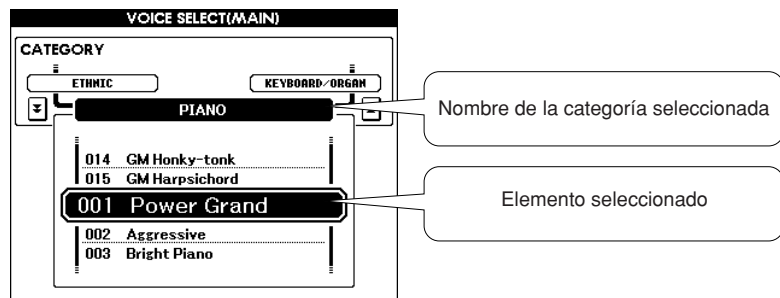 VOICE SELECT(MAIN)
CATEGORY
ETHNIC
KEYBOARD/ORGAN
PIANO
014 GM Honky-tonk
015 GM Harpsichord
001 Power Grand
002 Aggressive
003 Bright Piano
Nombre de la categoría seleccionada
Elemento seleccionado